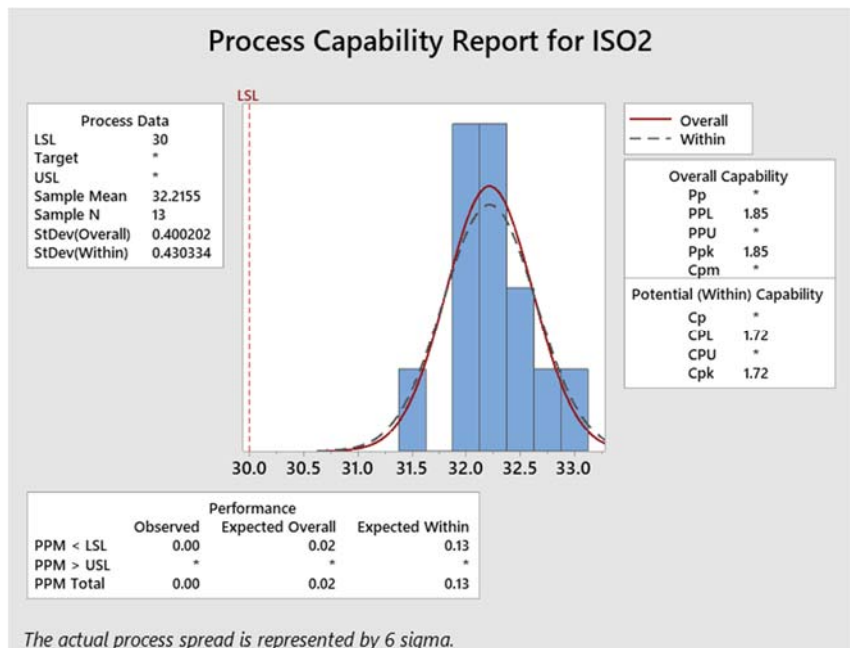 Process Capability Report for ISO2
LSL
Process Data
LSL 30
Target *
USL *
Sample Mean 32.2155
Sample N 13
StDev(Overall) 0.400202
StDev(Within) 0.430334
Overall
Within
Overall Capability
Pp *
PPL 1.85
PPU *
Ppk 1.85
Cpm *
Potential (Within) Capability
Cp *
CPL 1.72
CPU *
Cpk 1.72
30.0 30.5 31.0 31.5 32.0 32.5 33.0
Performance
Observed Expected Overall Expected Within
PPM < LSL 0.00 0.02 0.13
PPM > USL * * *
PPM Total 0.00 0.02 0.13
The actual process spread is represented by 6 sigma.